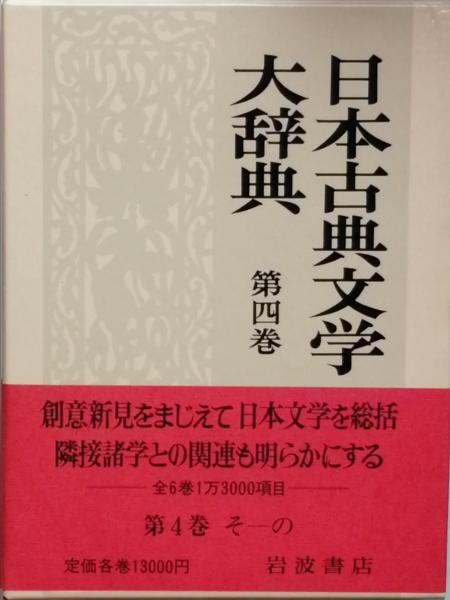 日本古典文学
大辞典
第四巻
創意新見をまじえて日本文学を総括
隣接諸学との関連も明らかにする
全6巻1万3000項目
第4巻 そ―の
定価各巻13000円
岩波書店